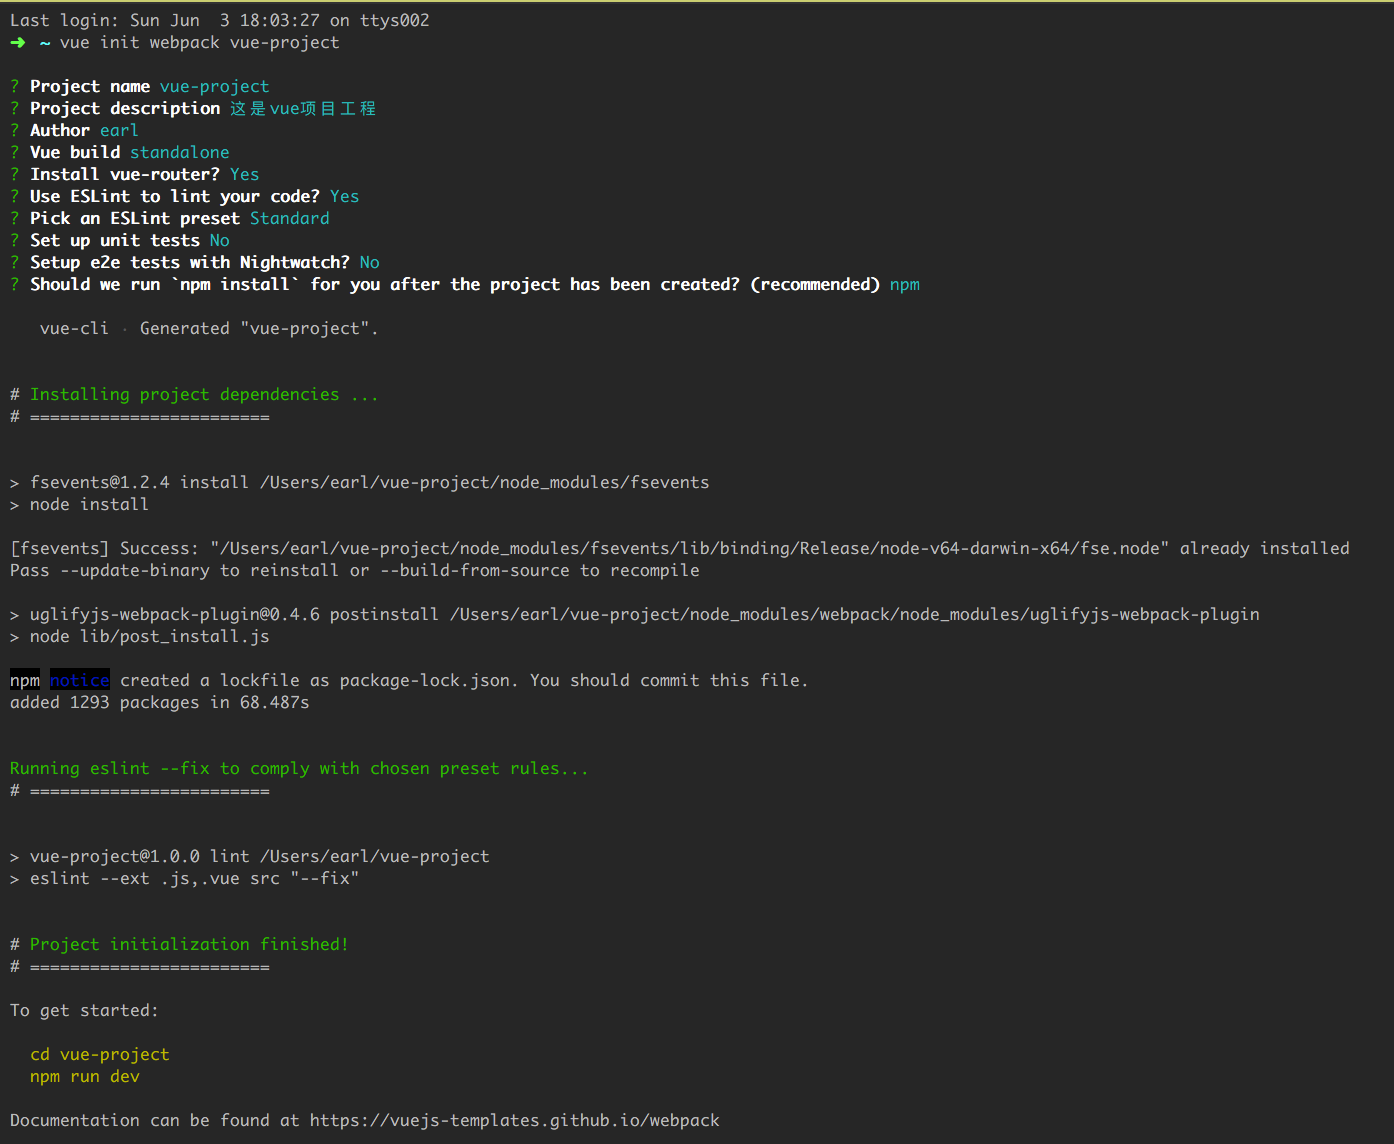 Last login: Sun Jun  3 18:03:27 on ttys002
➜  ~ vue init webpack vue-project
? Project name vue-project
? Project description 这是vue项目工程
? Author earl
? Vue build standalone
? Install vue-router? Yes
? Use ESLint to lint your code? Yes
? Pick an ESLint preset Standard
? Set up unit tests No
? Setup e2e tests with Nightwatch? No
? Should we run `npm install` for you after the project has been created? (recommended) npm
   vue-cli · Generated "vue-project".
# Installing project dependencies ...
# ========================
> fsevents@1.2.4 install /Users/earl/vue-project/node_modules/fsevents
> node install
[fsevents] Success: "/Users/earl/vue-project/node_modules/fsevents/lib/binding/Release/node-v64-darwin-x64/fse.node" already installed
Pass --update-binary to reinstall or --build-from-source to recompile
> uglifyjs-webpack-plugin@0.4.6 postinstall /Users/earl/vue-project/node_modules/webpack/node_modules/uglifyjs-webpack-plugin
> node lib/post_install.js
npm notice created a lockfile as package-lock.json. You should commit this file.
added 1293 packages in 68.487s
Running eslint --fix to comply with chosen preset rules...
# ========================
> vue-project@1.0.0 lint /Users/earl/vue-project
> eslint --ext .js,.vue src "--fix"
# Project initialization finished!
# ========================
To get started:
  cd vue-project
  npm run dev
Documentation can be found at https://vuejs-templates.github.io/webpack